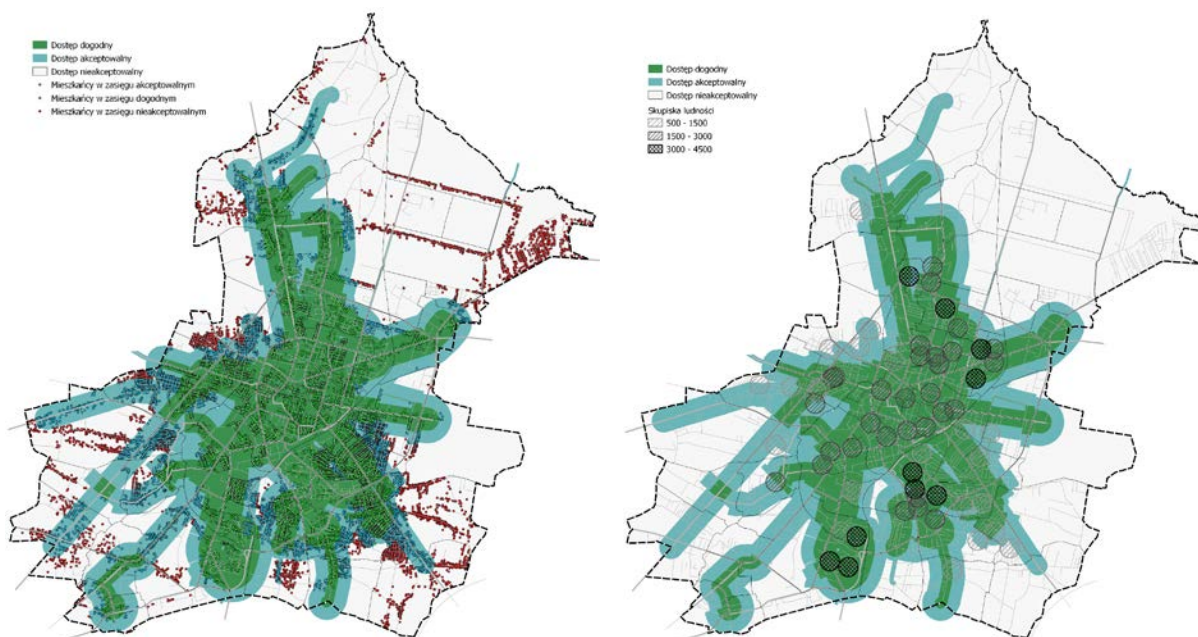 Dostęp dogodny
Dostęp akceptowalny
Dostęp nieakceptowalny
Mieszkańcy w zasięgu akceptowalnym
Mieszkańcy w zasięgu dogodnym
Mieszkańcy w zasięgu nieakceptowalnym
Dostęp dogodny
Dostęp akceptowalny
Dostęp nieakceptowalny
Skupiska ludności
500 - 1500
1500 - 3000
3000 - 4500